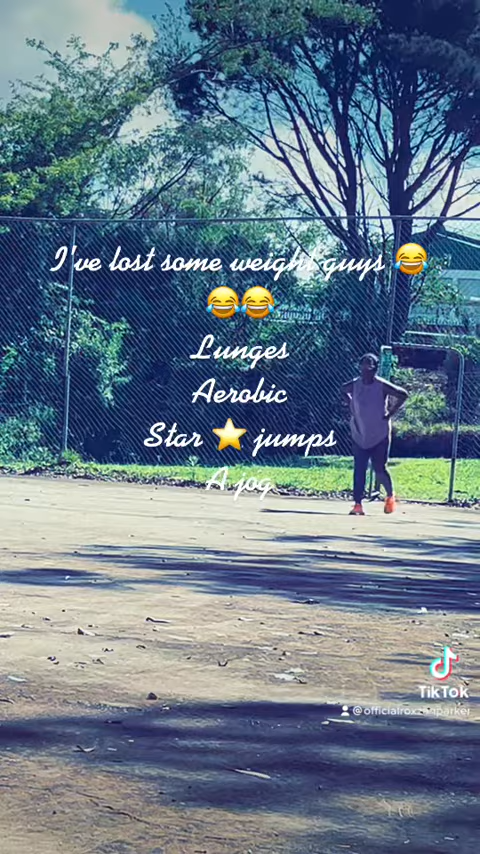 I've lost some weight guys 😂
😂😂
Lunges
Aerobic
Star ⭐ jumps
A jog
TikTok